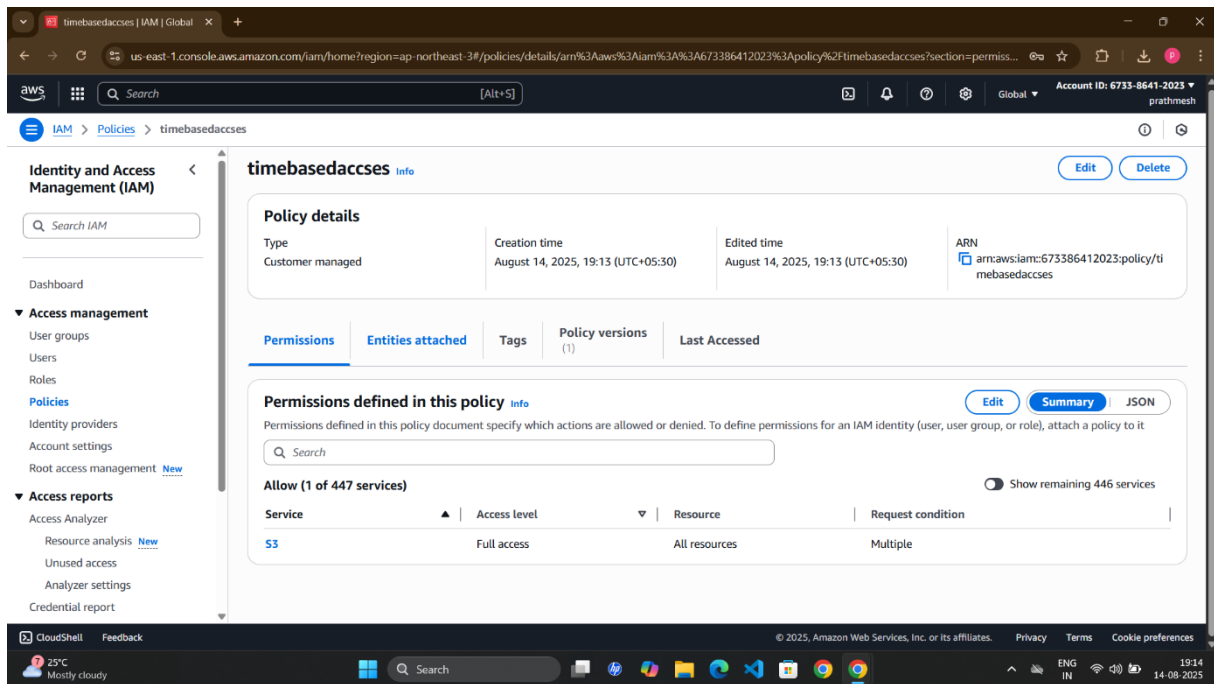 timebasedaccses | IAM | Global
us-east-1.console.aws.amazon.com/iam/home?region=ap-northeast-3#/policies/details/arn%3Aaws%3Aiam%3A%3A673386412023%3Apolicy%2Ftimebasedaccses?section=permiss...
P
aws
Search
[Alt+S]
Global
Account ID: 6733-8641-2023
prathmesh
IAM > Policies > timebasedaccses
Identity and Access Management (IAM)
Search IAM
Dashboard
Access management
User groups
Users
Roles
Policies
Identity providers
Account settings
Root access management New
Access reports
Access Analyzer
Resource analysis New
Unused access
Analyzer settings
Credential report
timebasedaccses Info
Edit
Delete
Policy details
Type
Customer managed
Creation time
August 14, 2025, 19:13 (UTC+05:30)
Edited time
August 14, 2025, 19:13 (UTC+05:30)
ARN
arn:aws:iam::673386412023:policy/ti
mebasedaccses
Permissions
Entities attached
Tags
Policy versions
(1)
Last Accessed
Permissions defined in this policy Info
Edit
Summary
JSON
Permissions defined in this policy document specify which actions are allowed or denied. To define permissions for an IAM identity (user, user group, or role), attach a policy to it
Search
Allow (1 of 447 services)
Show remaining 446 services
Service
Access level
Resource
Request condition
S3
Full access
All resources
Multiple
CloudShell
Feedback
© 2025, Amazon Web Services, Inc. or its affiliates.
Privacy
Terms
Cookie preferences
7
25°C
Mostly cloudy
Search
hp
ENG
IN
19:14
14-08-2025